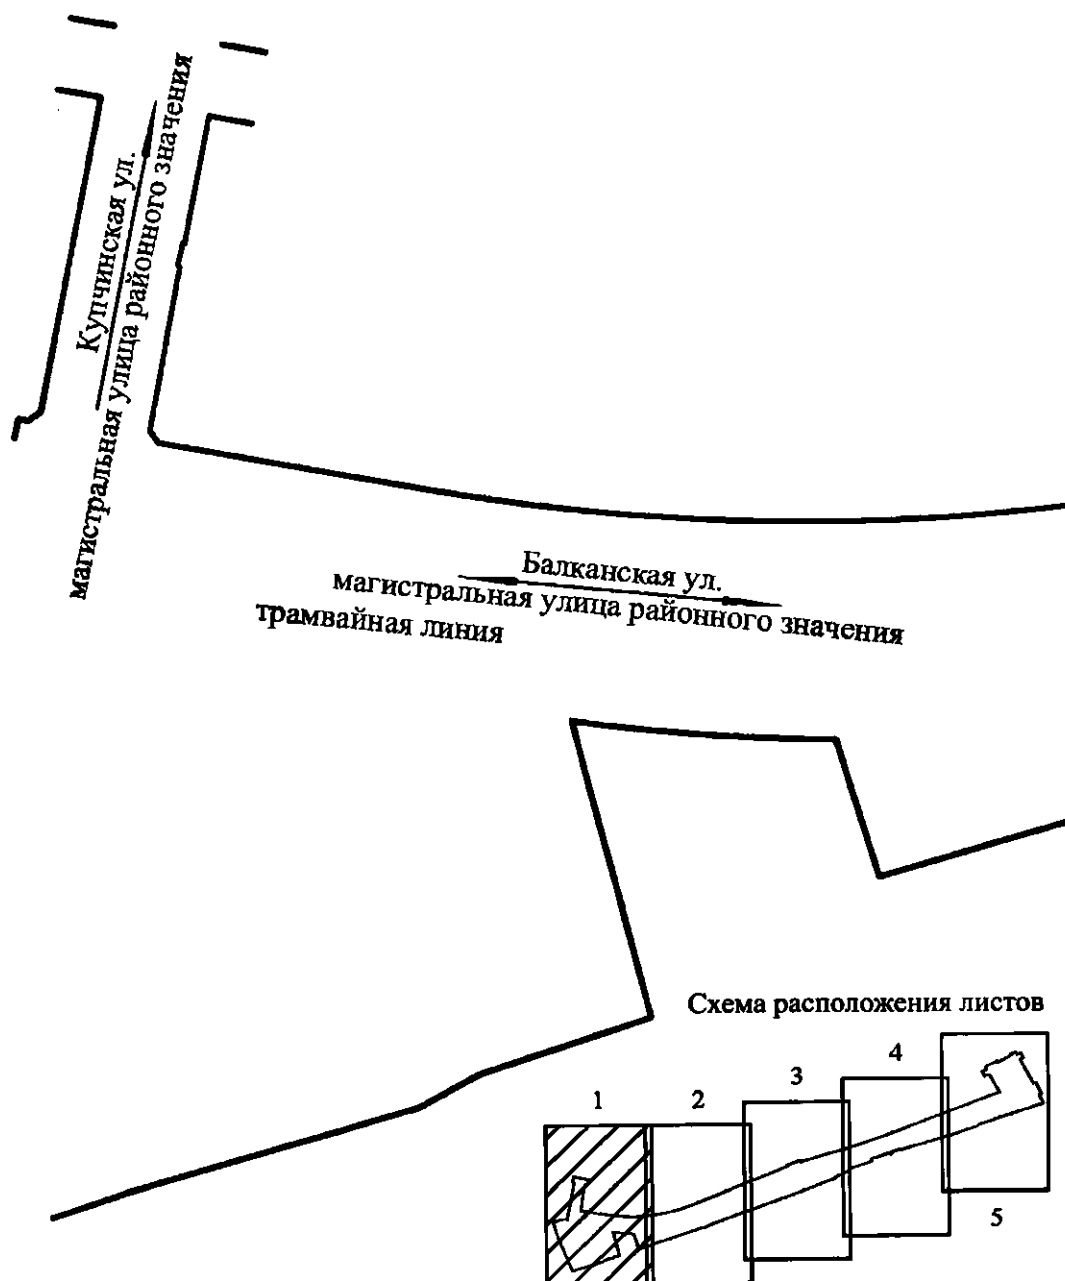 Купчинская ул.
магистральная улица районного значения
Балканская ул.
магистральная улица районного значения
трамвайная линия
Схема расположения листов
1
2
3
4
5